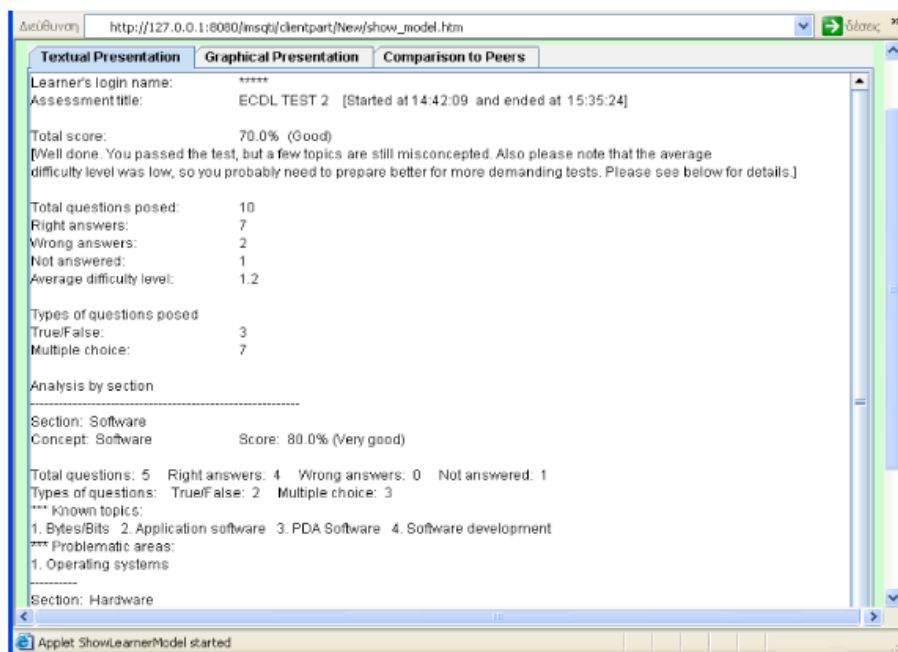 Διεύθυνση http://127.0.0.1:8080/imsqti/clientpart/New/show_model.htm
Textual Presentation Graphical Presentation Comparison to Peers
Learner's login name: *****
Assessment title: ECDL TEST 2 [Started at 14:42:09 and ended at 15:35:24]
Total score: 70.0% (Good)
[Well done. You passed the test, but a few topics are still misconcepted. Also please note that the average
difficulty level was low, so you probably need to prepare better for more demanding tests. Please see below for details.]
Total questions posed: 10
Right answers: 7
Wrong answers: 2
Not answered: 1
Average difficulty level: 1.2
Types of questions posed
True/False: 3
Multiple choice: 7
Analysis by section
------------------------------------------------------------
Section: Software
Concept: Software Score: 80.0% (Very good)
Total questions: 5 Right answers: 4 Wrong answers: 0 Not answered: 1
Types of questions: True/False: 2 Multiple choice: 3
*** Known topics:
1. Bytes/Bits 2. Application software 3. PDA Software 4. Software development
*** Problematic areas:
1. Operating systems
----------
Section: Hardware
Applet ShowLearnerModel started